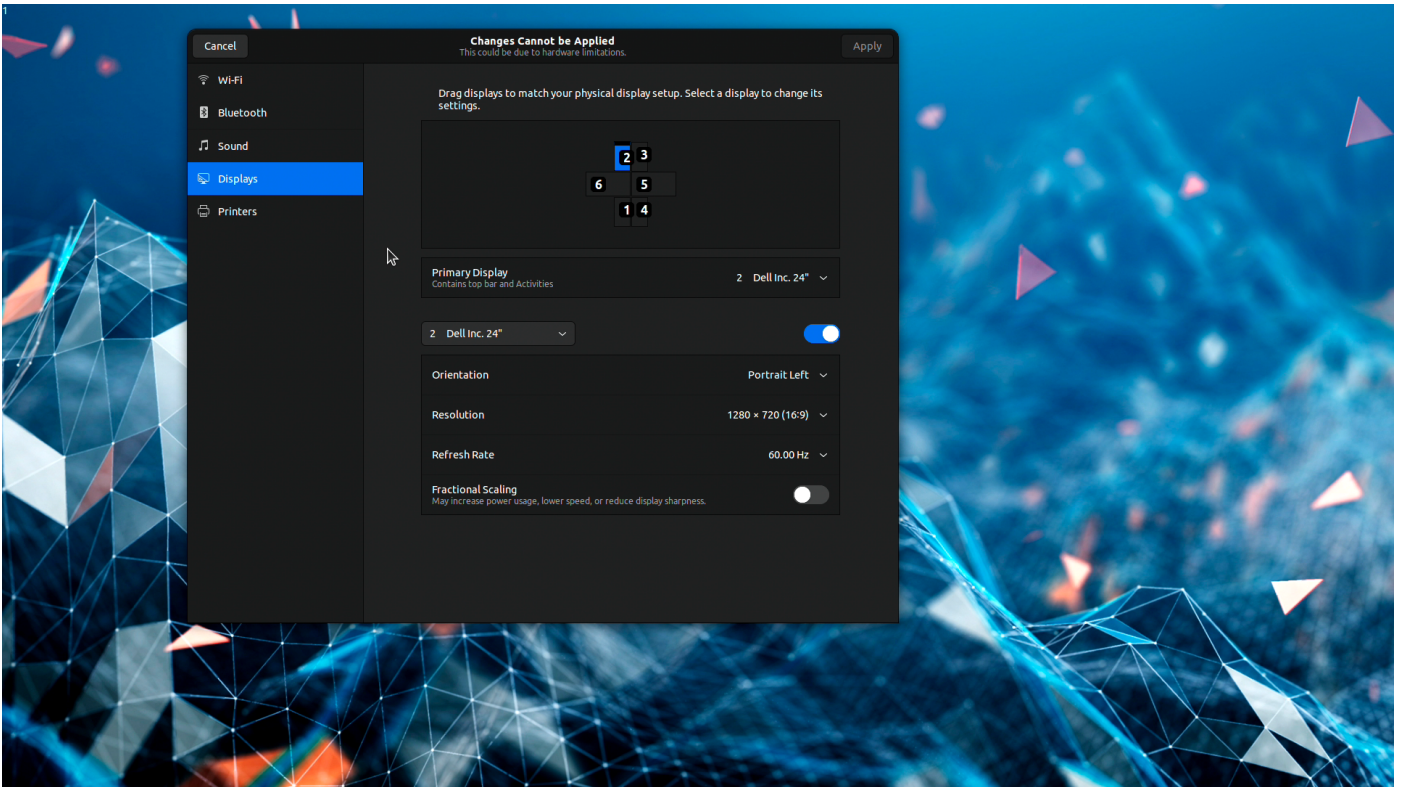 1
Cancel
Changes Cannot be Applied
This could be due to hardware limitations.
Apply
Wi-Fi
Bluetooth
Sound
Displays
Printers
Drag displays to match your physical display setup. Select a display to change its
settings.
2 3
6 5
1 4
Primary Display
Contains top bar and Activities
2 Dell Inc. 24"
2 Dell Inc. 24"
Orientation
Portrait Left
Resolution
1280 × 720 (16:9)
Refresh Rate
60.00 Hz
Fractional Scaling
May increase power usage, lower speed, or reduce display sharpness.